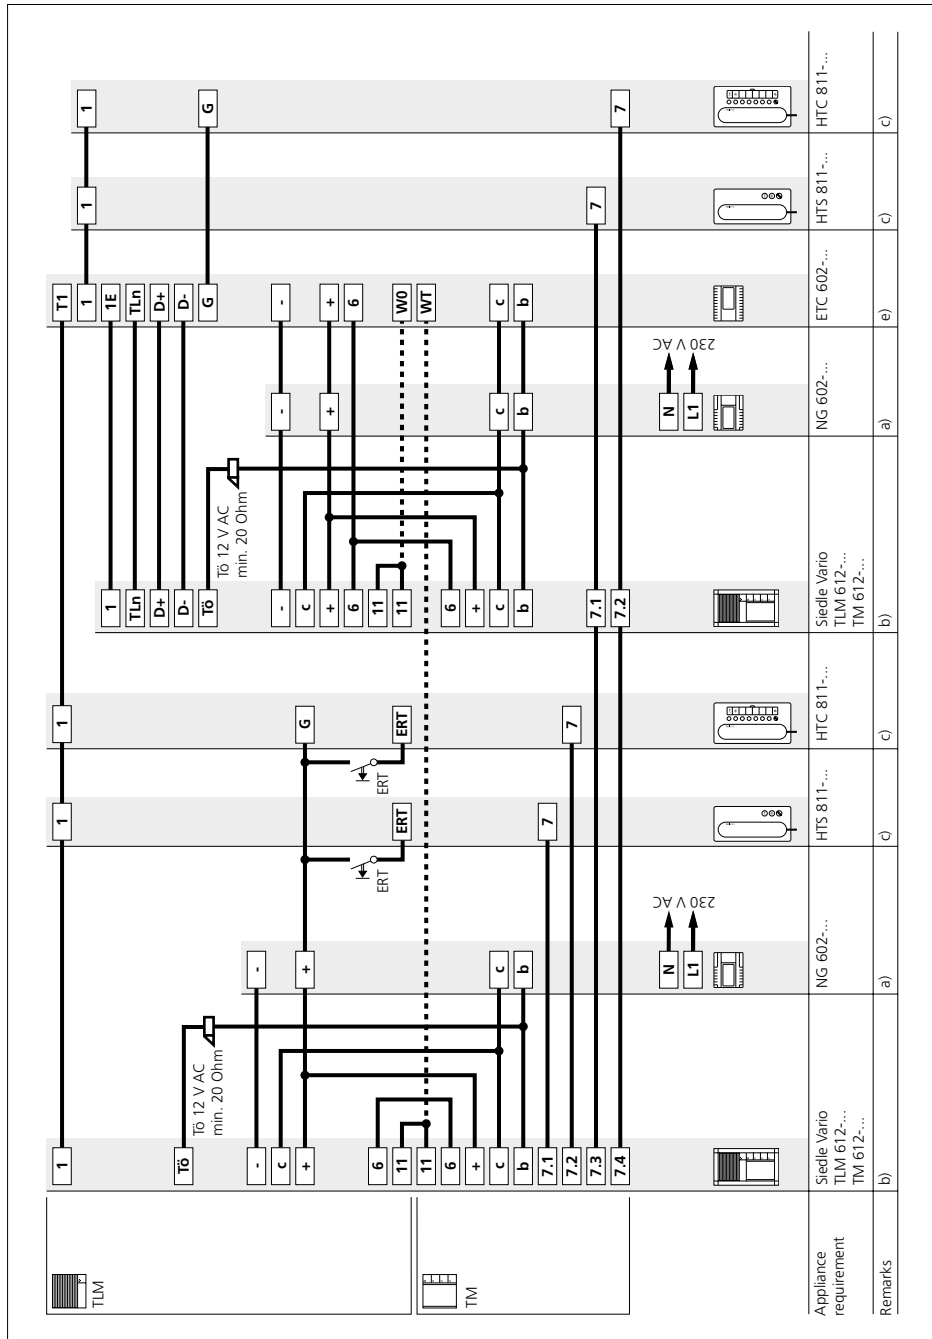 1 1 1 T1
1 1 1
TLM
1 1E
TLn TLn
D+ D+
Tö D- D-
Tö 12 V AC
min. 20 Ohm
Tö G G
Tö 12 V AC
min. 20 Ohm
- -
c - - -
+ + G c
+ + +
6 6
6 11
ERT ERT
11 ERT ERT 11 W0
11 WT
6 6
TM
+ +
c c c c c
b b b b b
7.1 7
7.2 7
7.3 7.1 7
7.4 7.2 7
N N
230 V AC 230 V AC
L1 L1
Appliance
requirement
Siedle Vario
TLM 612-...
TM 612-...
NG 602-...
HTS 811-...
HTC 811-...
Siedle Vario
TLM 612-...
TM 612-...
NG 602-...
ETC 602-...
HTS 811-...
HTC 811-...
Remarks
b) a) c) c) b) a) e) c) c)